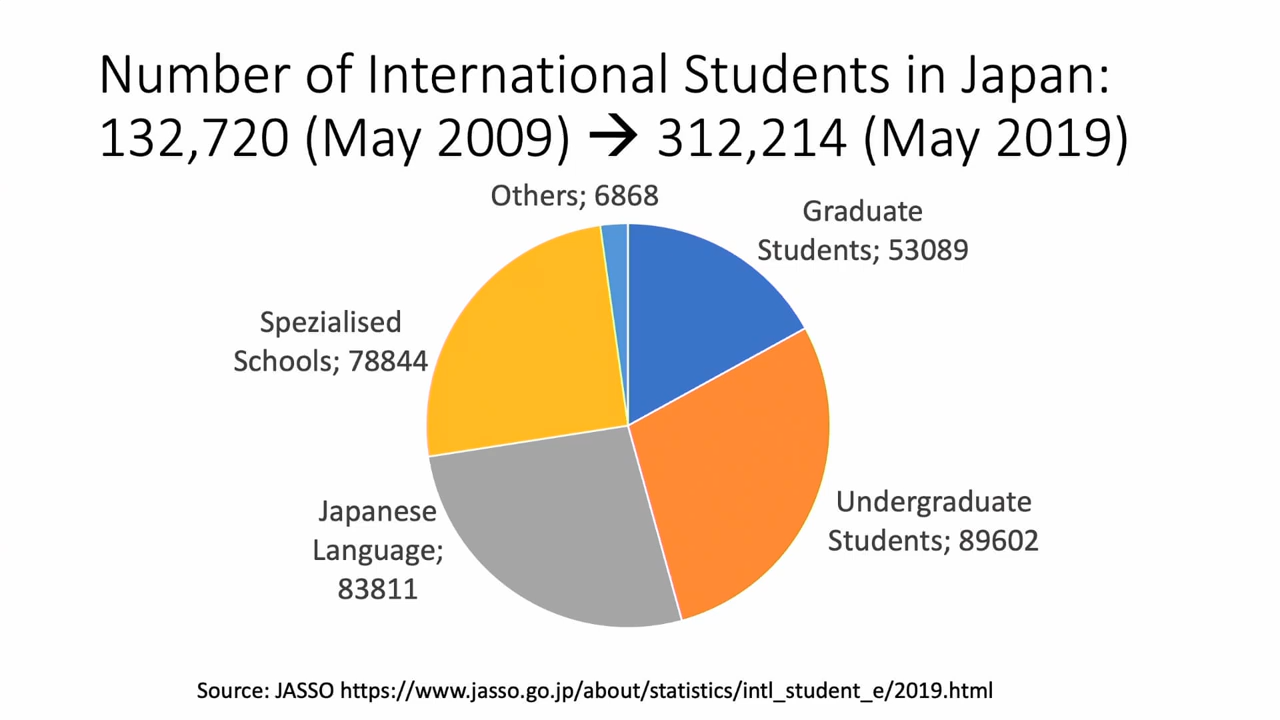 Number of International Students in Japan:
132,720 (May 2009) → 312,214 (May 2019)
Others; 6868
Graduate
Students; 53089
Spezialised
Schools; 78844
Undergraduate
Students; 89602
Japanese
Language;
83811
Source: JASSO https://www.jasso.go.jp/about/statistics/intl_student_e/2019.html